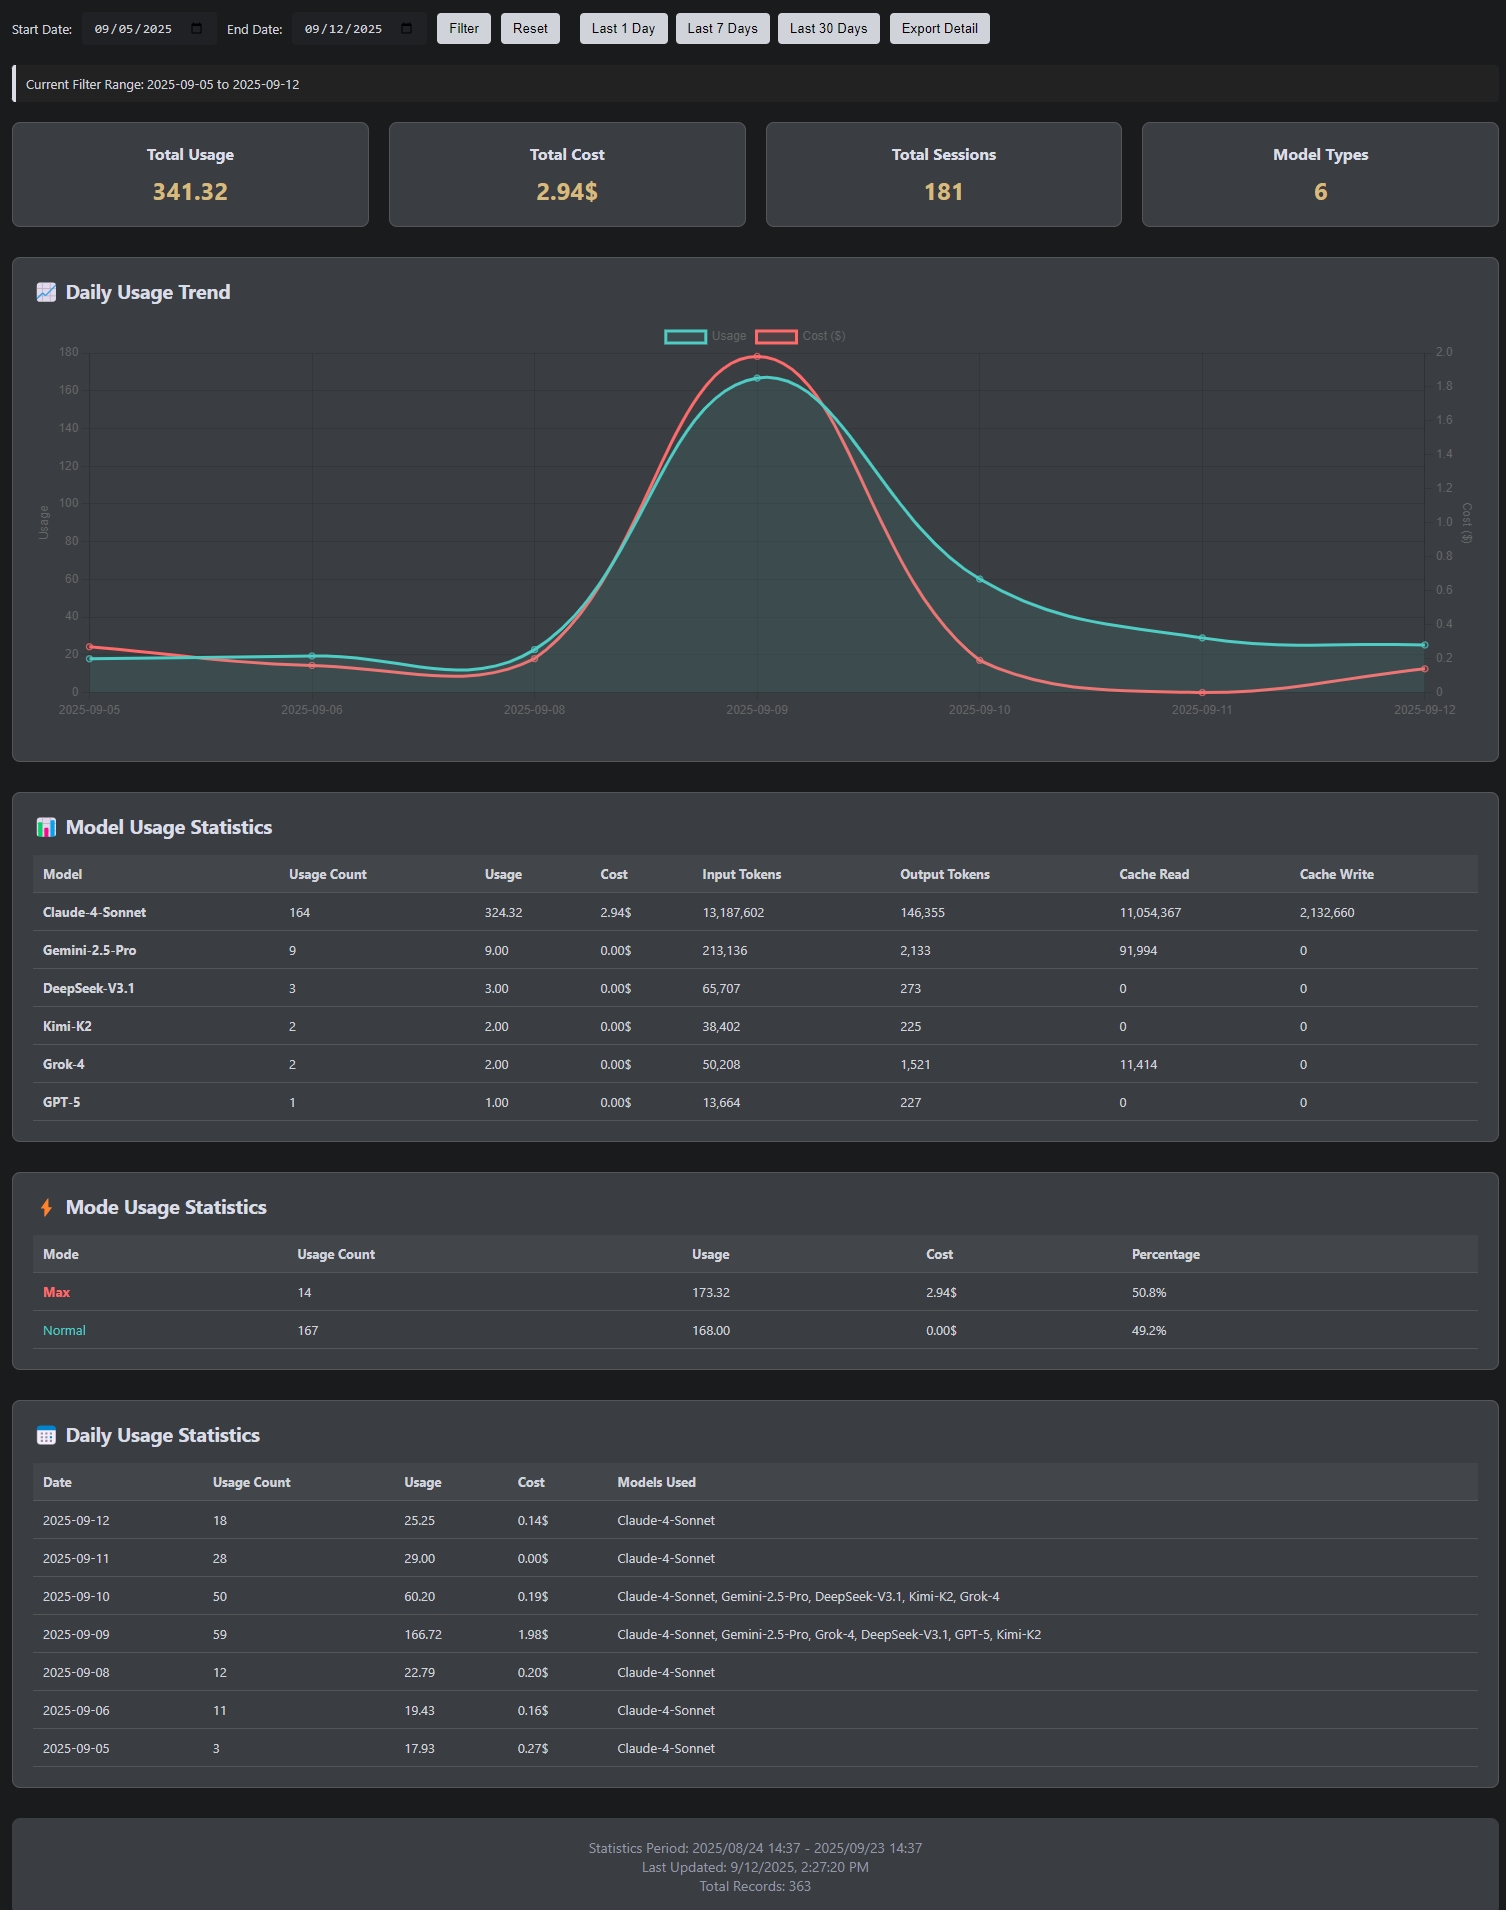 Start Date: 09/05/2025 End Date: 09/12/2025 Filter Reset Last 1 Day Last 7 Days Last 30 Days Export Detail
Current Filter Range: 2025-09-05 to 2025-09-12
Total Usage Total Cost Total Sessions Model Types
341.32 2.94$ 181 6
Daily Usage Trend
Usage Cost ($)
180 2.0
160 1.8
140 1.6
120 1.4
100 1.2
80 1.0
60 0.8
40 0.6
20 0.4
0 0.2
0
Usage
Cost ($)
2025-09-05 2025-09-06 2025-09-08 2025-09-09 2025-09-10 2025-09-11 2025-09-12
Model Usage Statistics
Model Usage Count Usage Cost Input Tokens Output Tokens Cache Read Cache Write
Claude-4-Sonnet 164 324.32 2.94$ 13,187,602 146,355 11,054,367 2,132,660
Gemini-2.5-Pro 9 9.00 0.00$ 213,136 2,133 91,994 0
DeepSeek-V3.1 3 3.00 0.00$ 65,707 273 0 0
Kimi-K2 2 2.00 0.00$ 38,402 225 0 0
Grok-4 2 2.00 0.00$ 50,208 1,521 11,414 0
GPT-5 1 1.00 0.00$ 13,664 227 0 0
Mode Usage Statistics
Mode Usage Count Usage Cost Percentage
Max 14 173.32 2.94$ 50.8%
Normal 167 168.00 0.00$ 49.2%
Daily Usage Statistics
Date Usage Count Usage Cost Models Used
2025-09-12 18 25.25 0.14$ Claude-4-Sonnet
2025-09-11 28 29.00 0.00$ Claude-4-Sonnet
2025-09-10 50 60.20 0.19$ Claude-4-Sonnet, Gemini-2.5-Pro, DeepSeek-V3.1, Kimi-K2, Grok-4
2025-09-09 59 166.72 1.98$ Claude-4-Sonnet, Gemini-2.5-Pro, Grok-4, DeepSeek-V3.1, GPT-5, Kimi-K2
2025-09-08 12 22.79 0.20$ Claude-4-Sonnet
2025-09-06 11 19.43 0.16$ Claude-4-Sonnet
2025-09-05 3 17.93 0.27$ Claude-4-Sonnet
Statistics Period: 2025/08/24 14:37 - 2025/09/23 14:37
Last Updated: 9/12/2025, 2:27:20 PM
Total Records: 363